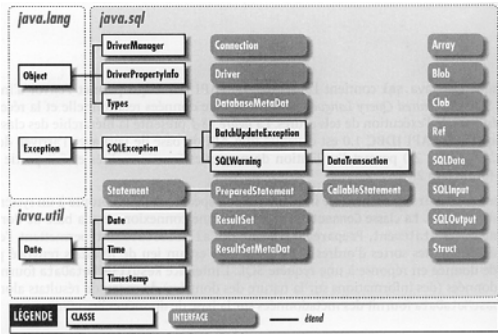 java.lang
java.sql
DriverManager
Connection
Array
Object
DriverPropertyInfo
Driver
Blob
Types
DatabaseMetaDat
Clob
BatchUpdateException
Ref
Exception
SQLException
SQLWarning
DataTransaction
SQLData
Statement
PreparedStatement
CallableStatement
SQLInput
java.util
Date
ResultSet
SQLOutput
Date
Time
ResultSetMetaDat
Struct
Timestamp
LÉGENDE
CLASSE
INTERFACE
étend